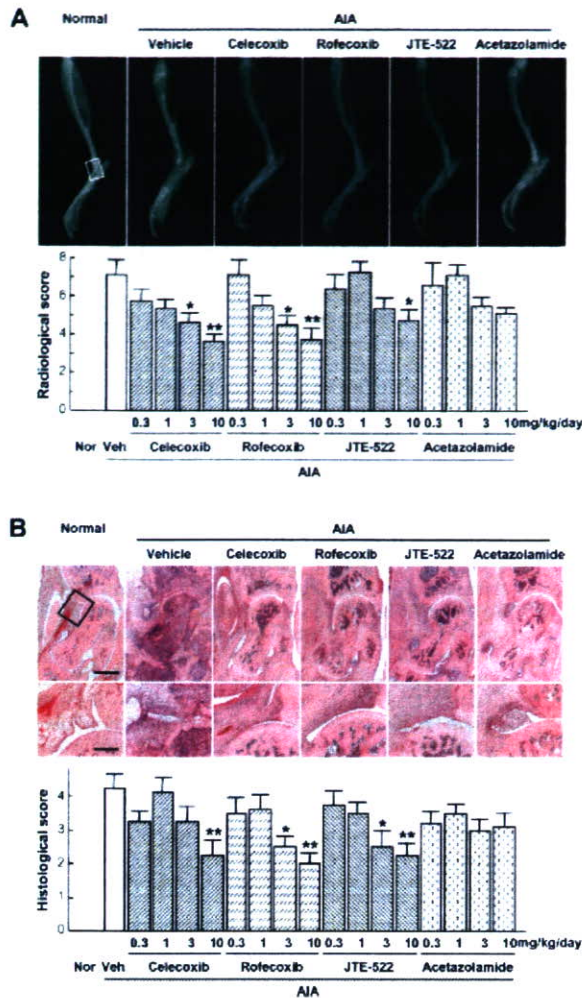 A
Normal
AIA
Vehicle Celecoxib Rofecoxib JTE-522 Acetazolamide
8
6
4
2
0
Radiological score
* ** * ** *
0.3 1 3 10 0.3 1 3 10 0.3 1 3 10 0.3 1 3 10mg/kg/day
Nor Veh Celecoxib Rofecoxib JTE-522 Acetazolamide
AIA
B
Normal
AIA
Vehicle Celecoxib Rofecoxib JTE-522 Acetazolamide
4
2
0
Histological score
** * ** * **
0.3 1 3 10 0.3 1 3 10 0.3 1 3 10 0.3 1 3 10mg/kg/day
Nor Veh Celecoxib Rofecoxib JTE-522 Acetazolamide
AIA